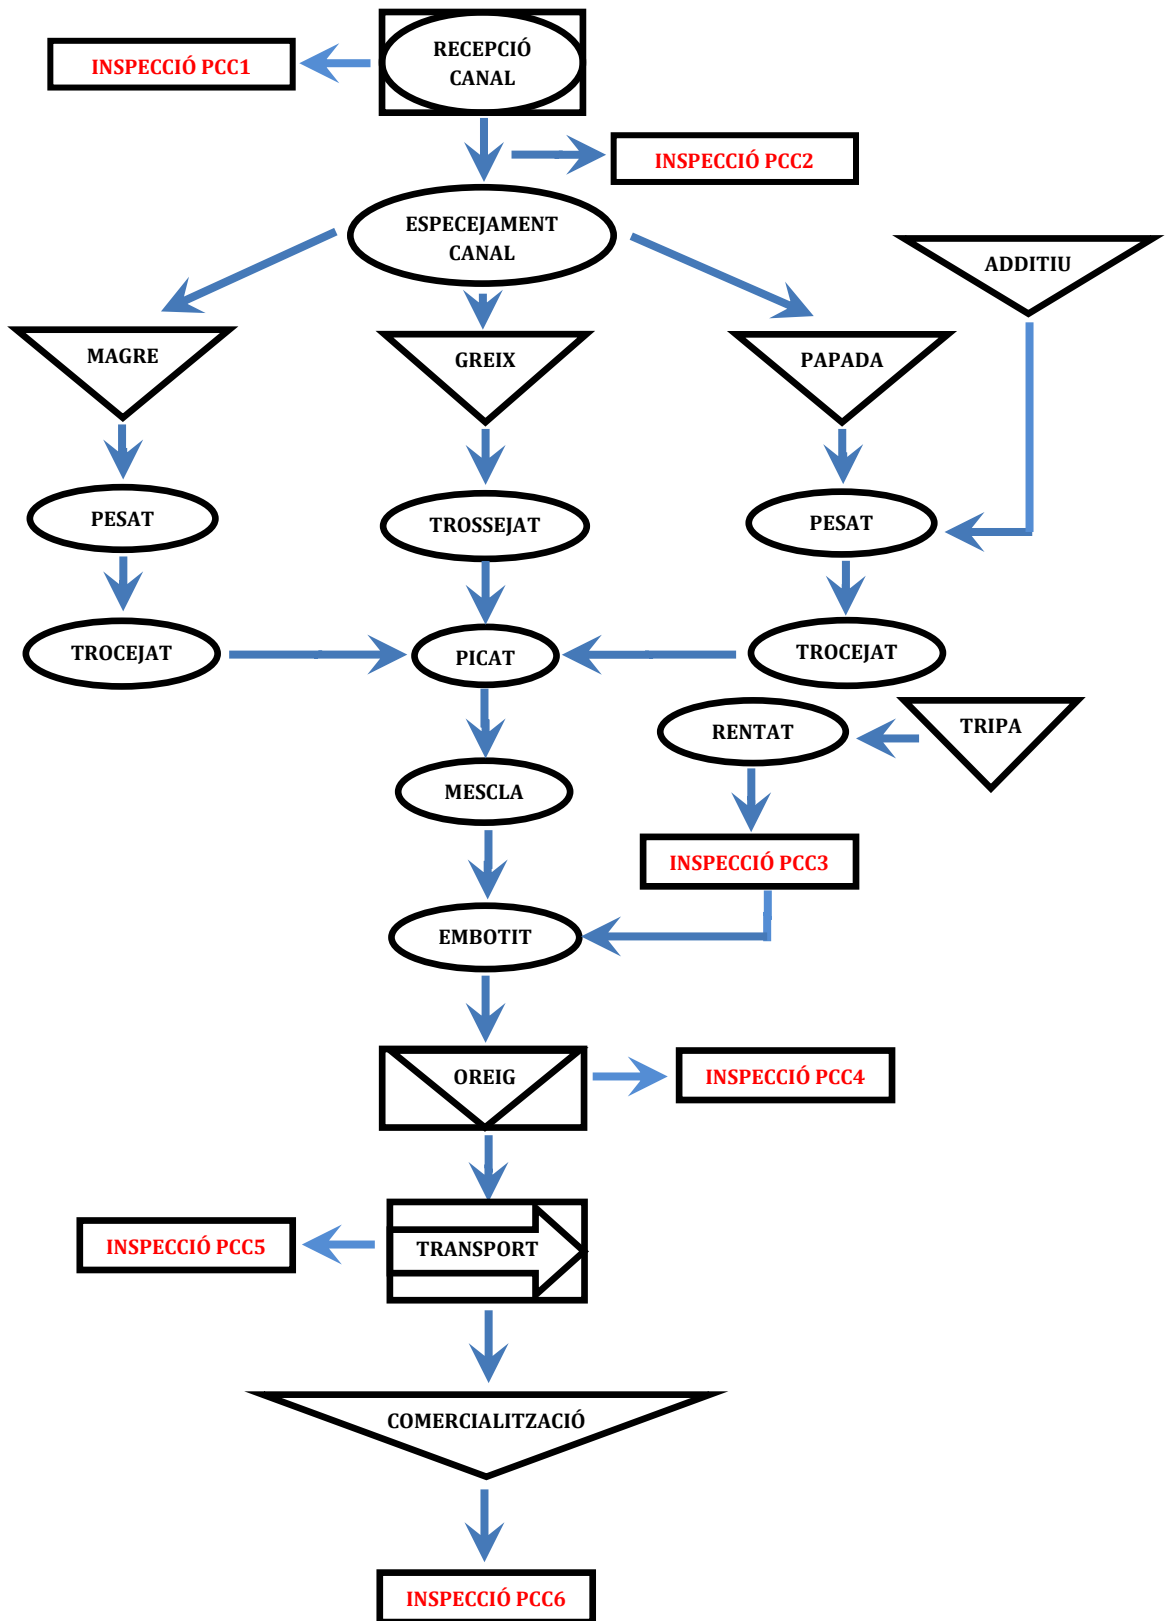 RECEPCIÓ
CANAL
INSPECCIÓ PCC1
INSPECCIÓ PCC2
ESPECEJAMENT
CANAL
ADDITIU
MAGRE
GREIX
PAPADA
PESAT
TROSSEJAT
PESAT
TROCEJAT
PICAT
TROCEJAT
RENTAT
TRIPA
MESCLA
INSPECCIÓ PCC3
EMBOTIT
OREIG
INSPECCIÓ PCC4
INSPECCIÓ PCC5
TRANSPORT
COMERCIALITZACIÓ
INSPECCIÓ PCC6